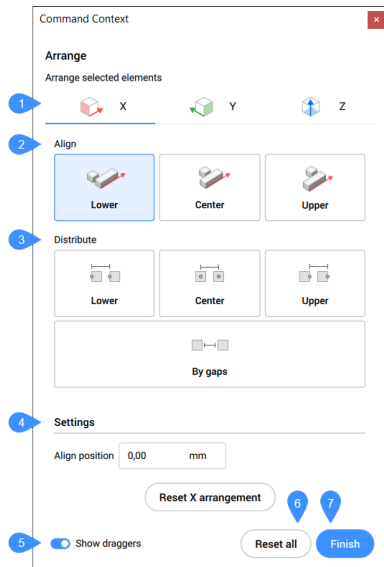 Command Context
×
Arrange
Arrange selected elements
1
X Y Z
2
Align
Lower Center Upper
3
Distribute
Lower Center Upper
By gaps
4
Settings
Align position 0,00 mm
Reset X arrangement
6 7
5
Show draggers Reset all Finish